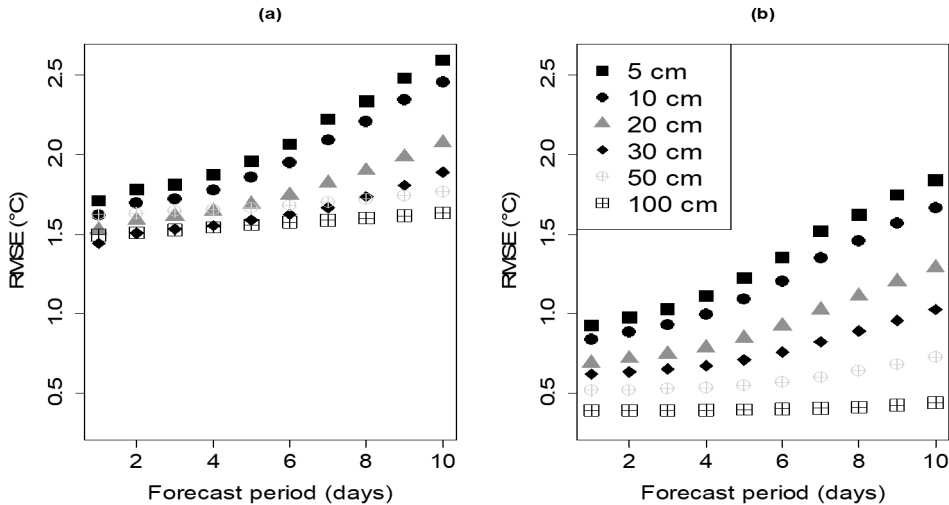 (a)
RMSE (°C)
2.5
2.0
1.5
1.0
0.5
2 4 6 8 10
Forecast period (days)
(b)
5 cm
10 cm
20 cm
30 cm
50 cm
100 cm
RMSE (°C)
2.5
2.0
1.5
1.0
0.5
2 4 6 8 10
Forecast period (days)